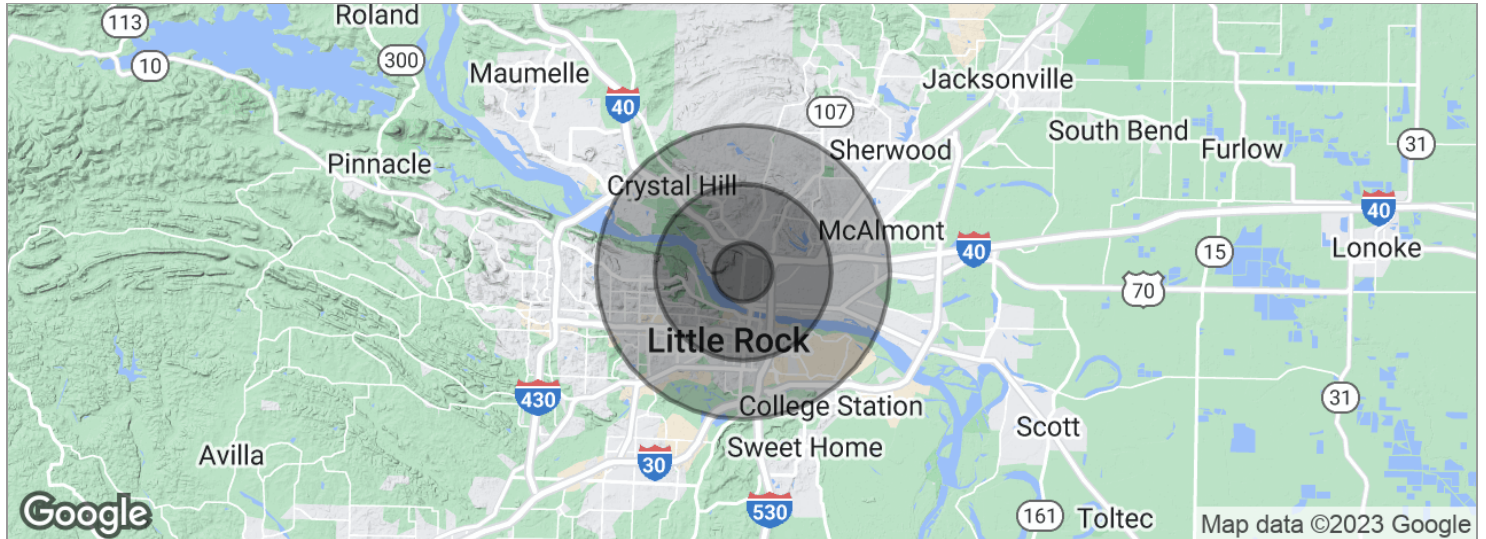 Roland
113
300
10
Maumelle
40
Jacksonville
107
South Bend
Sherwood
Furlow
31
Pinnacle
Crystal Hill
40
McAlmont
40
15
Lonoke
70
Little Rock
430
31
College Station
Scott
Sweet Home
Avilla
30
530
161
Toltec
Google
Map data ©2023 Google